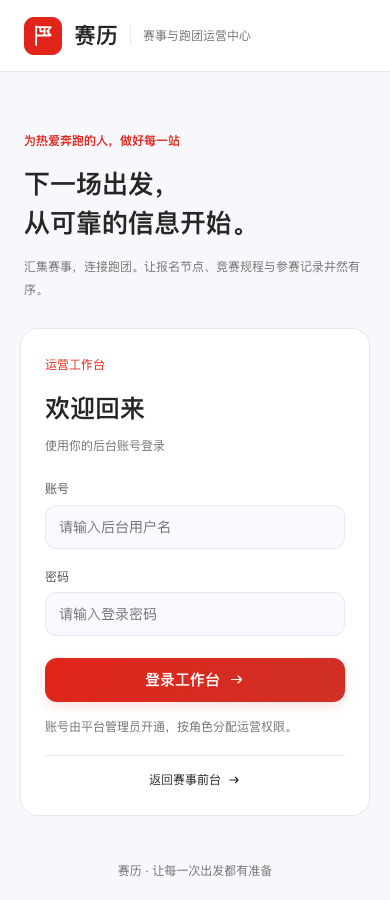 赛历
赛事与跑团运营中心
为热爱奔跑的人，做好每一站
下一场出发，
从可靠的信息开始。
汇集赛事，连接跑团。让报名节点、竞赛规程与参赛记录井然有
序。
运营工作台
欢迎回来
使用你的后台账号登录
账号
请输入后台用户名
密码
请输入登录密码
登录工作台 →
账号由平台管理员开通，按角色分配运营权限。
返回赛事前台 →
赛历 · 让每一次出发都有准备